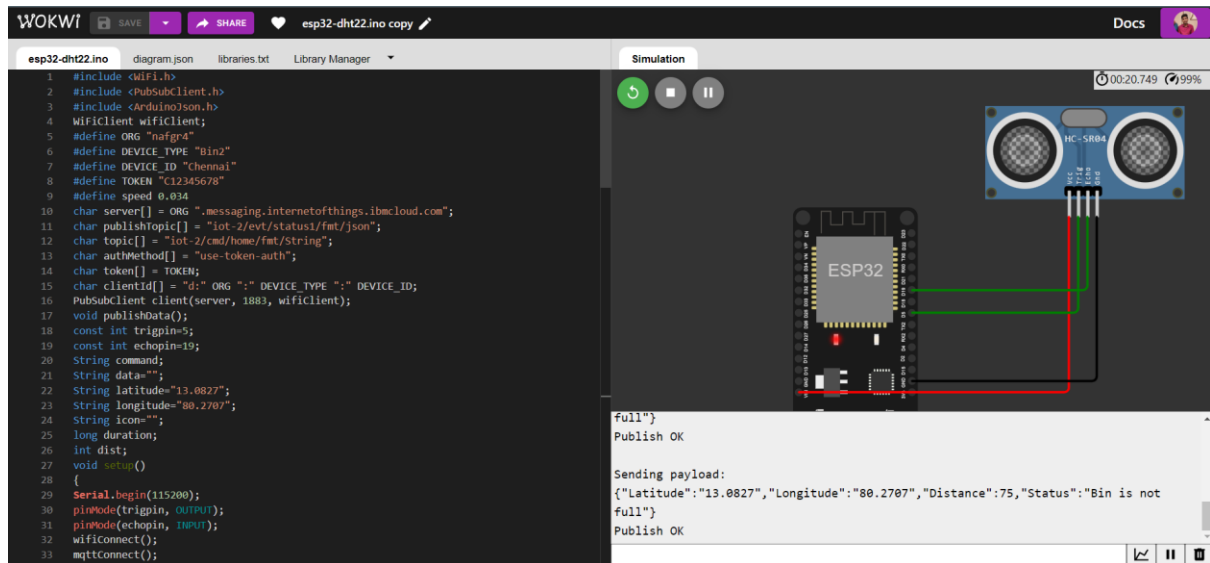 WOKWI SAVE SHARE esp32-dht22.ino copy Docs
esp32-dht22.ino diagram.json libraries.txt Library Manager
1 #include <WiFi.h>
2 #include <PubSubClient.h>
3 #include <ArduinoJson.h>
4 WiFiClient wifiClient;
5 #define ORG "nafgr4"
6 #define DEVICE_TYPE "Bin2"
7 #define DEVICE_ID "Chennai"
8 #define TOKEN "C12345678"
9 #define speed 0.034
10 char server[] = ORG ".messaging.internetofthings.ibmcloud.com";
11 char publishTopic[] = "iot-2/evt/status1/fmt/json";
12 char topic[] = "iot-2/cmd/home/fmt/String";
13 char authMethod[] = "use-token-auth";
14 char token[] = TOKEN;
15 char clientId[] = "d:" ORG ":" DEVICE_TYPE ":" DEVICE_ID;
16 PubSubClient client(server, 1883, wifiClient);
17 void publishData();
18 const int trigpin=5;
19 const int echopin=19;
20 String command;
21 String data="";
22 String latitude="13.0827";
23 String longitude="80.2707";
24 String icon="";
25 long duration;
26 int dist;
27 void setup()
28 {
29 Serial.begin(115200);
30 pinMode(trigpin, OUTPUT);
31 pinMode(echopin, INPUT);
32 wifiConnect();
33 mqttConnect();
Simulation
00:20.749 99%
HC-SR04
Vcc
Trig
Echo
Gnd
ESP32
full"}
Publish OK
Sending payload:
{"Latitude":"13.0827","Longitude":"80.2707","Distance":75,"Status":"Bin is not
full"}
Publish OK